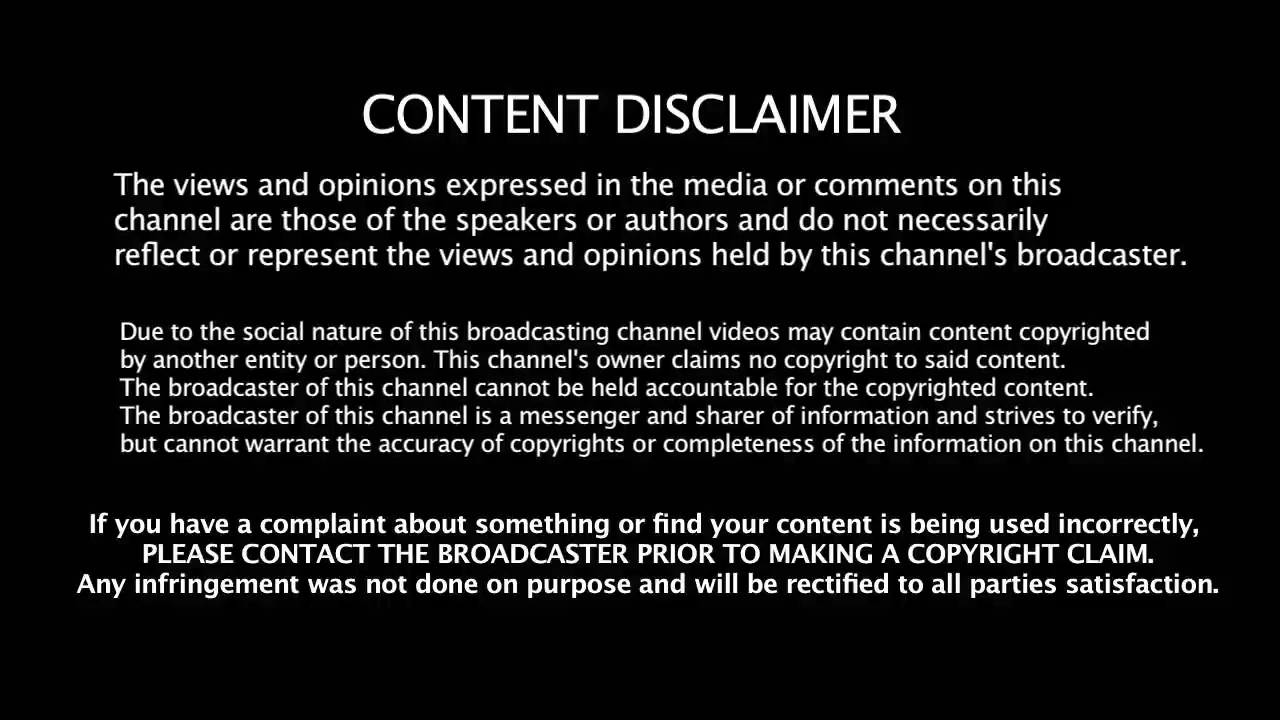 CONTENT DISCLAIMER
The views and opinions expressed in the media or comments on this
channel are those of the speakers or authors and do not necessarily
reflect or represent the views and opinions held by this channel's broadcaster.
Due to the social nature of this broadcasting channel videos may contain content copyrighted
by another entity or person. This channel's owner claims no copyright to said content.
The broadcaster of this channel cannot be held accountable for the copyrighted content.
The broadcaster of this channel is a messenger and sharer of information and strives to verify,
but cannot warrant the accuracy of copyrights or completeness of the information on this channel.
If you have a complaint about something or find your content is being used incorrectly,
PLEASE CONTACT THE BROADCASTER PRIOR TO MAKING A COPYRIGHT CLAIM.
Any infringement was not done on purpose and will be rectified to all parties satisfaction.